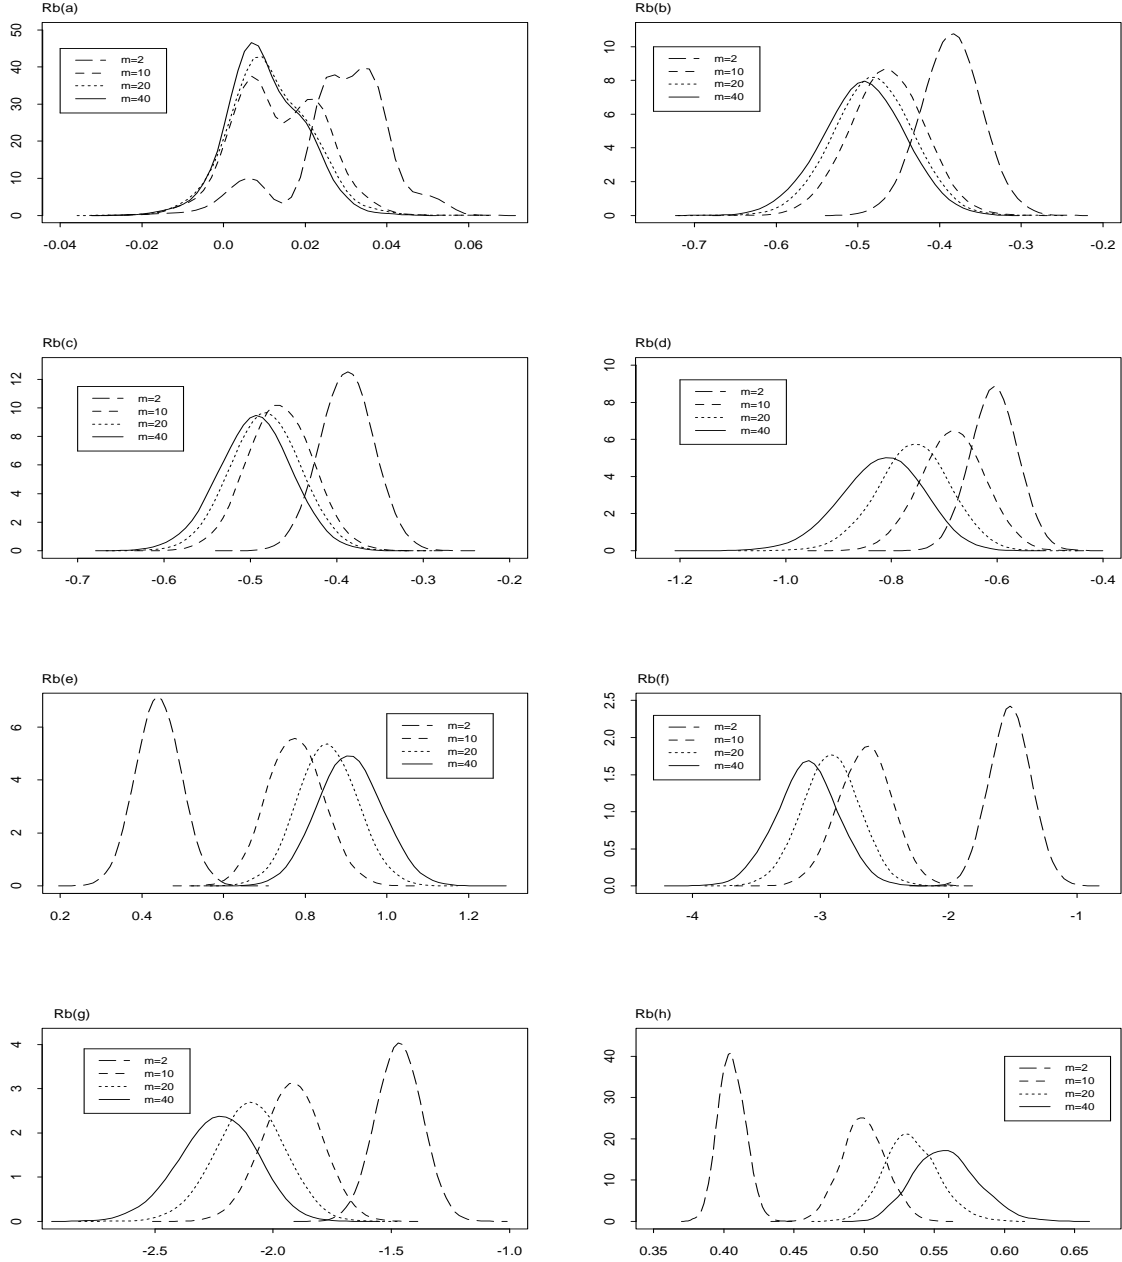 Rb(a)
50
40
30
20
10
0
m=2
m=10
m=20
m=40
-0.04 -0.02 0.0 0.02 0.04 0.06
Rb(b)
10
8
6
4
2
0
m=2
m=10
m=20
m=40
-0.7 -0.6 -0.5 -0.4 -0.3 -0.2
Rb(c)
12
10
8
6
4
2
0
m=2
m=10
m=20
m=40
-0.7 -0.6 -0.5 -0.4 -0.3 -0.2
Rb(d)
10
8
6
4
2
0
m=2
m=10
m=20
m=40
-1.2 -1.0 -0.8 -0.6 -0.4
Rb(e)
6
4
2
0
m=2
m=10
m=20
m=40
0.2 0.4 0.6 0.8 1.0 1.2
Rb(f)
2.5
2.0
1.5
1.0
0.5
0.0
m=2
m=10
m=20
m=40
-4 -3 -2 -1
Rb(g)
4
3
2
1
0
m=2
m=10
m=20
m=40
-2.5 -2.0 -1.5 -1.0
Rb(h)
40
30
20
10
0
m=2
m=10
m=20
m=40
0.35 0.40 0.45 0.50 0.55 0.60 0.65